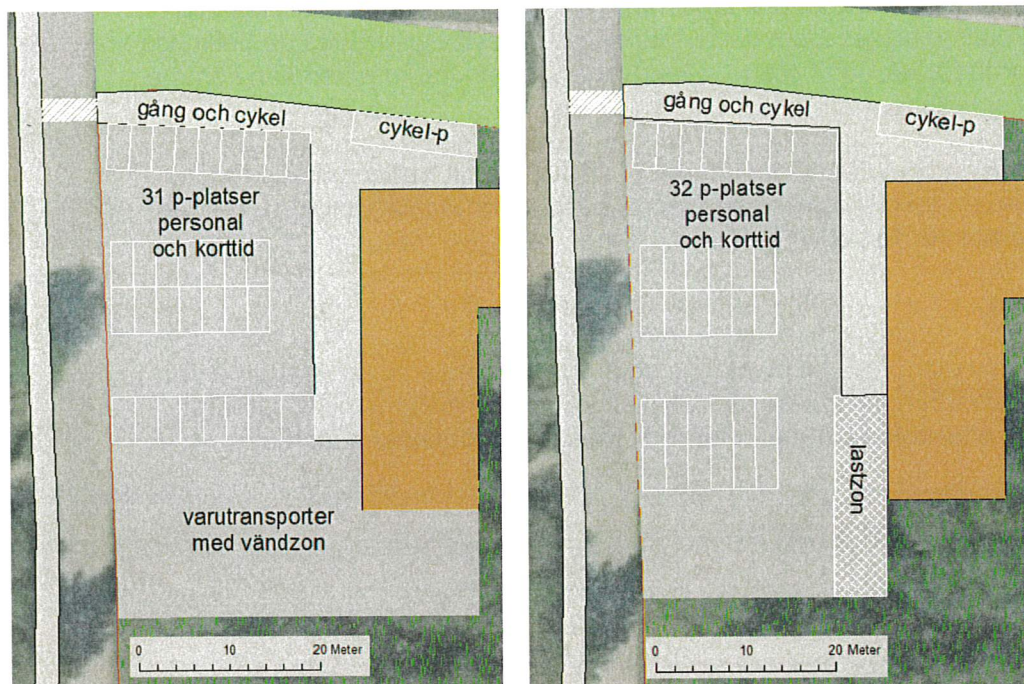 gång och cykel
cykel-p
31 p-platser
personal
och korttid
varutransporter
med vändzon
0 10 20 Meter
gång och cykel
cykel-p
32 p-platser
personal
och korttid
lastzon
0 10 20 Meter